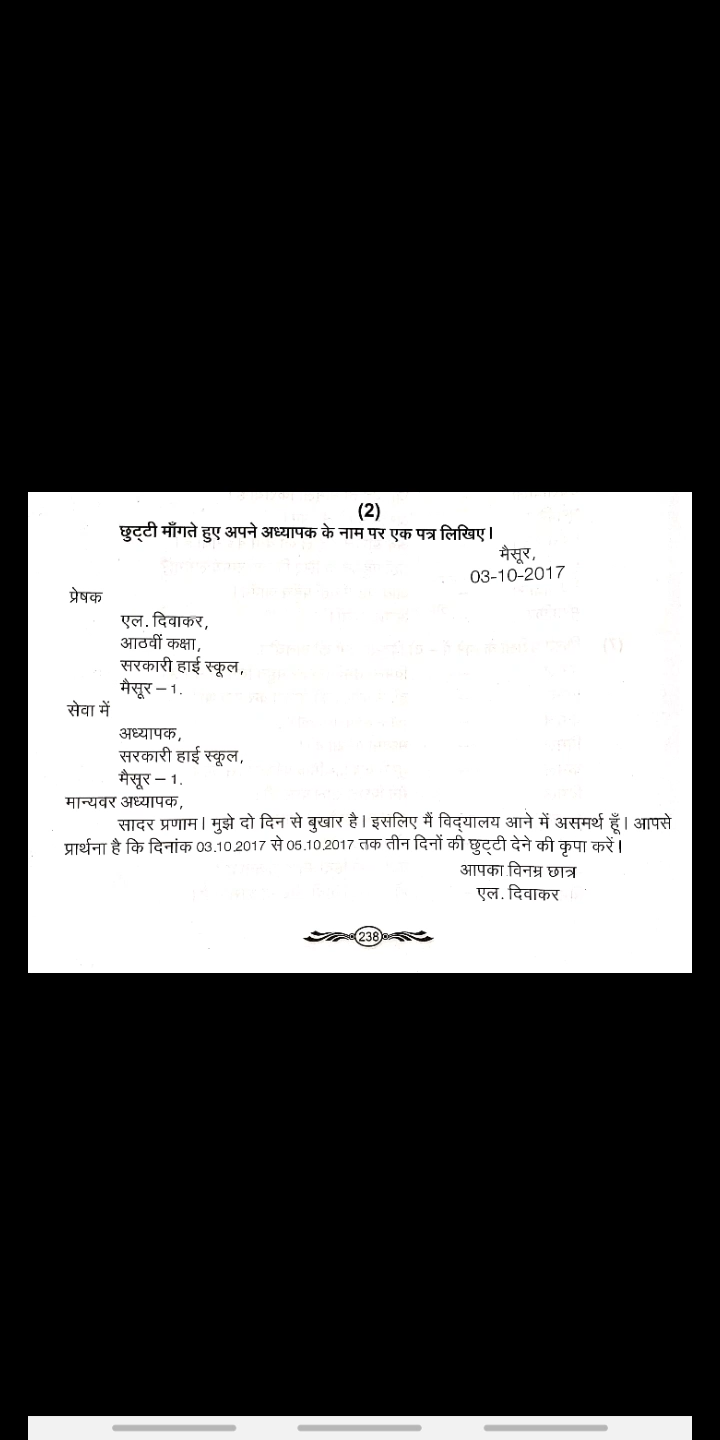 (2)
छुट्टी माँगते हुए अपने अध्यापक के नाम पर एक पत्र लिखिए।
मैसूर,
03-10-2017
प्रेषक
एल. दिवाकर,
आठवीं कक्षा,
सरकारी हाई स्कूल,
मैसूर – 1.
सेवा में
अध्यापक,
सरकारी हाई स्कूल,
मैसूर – 1.
मान्यवर अध्यापक,
सादर प्रणाम। मुझे दो दिन से बुखार है। इसलिए मैं विद्यालय आने में असमर्थ हूँ। आपसे
प्रार्थना है कि दिनांक 03.10.2017 से 05.10.2017 तक तीन दिनों की छुट्टी देने की कृपा करें।
आपका विनम्र छात्र
एल. दिवाकर
238